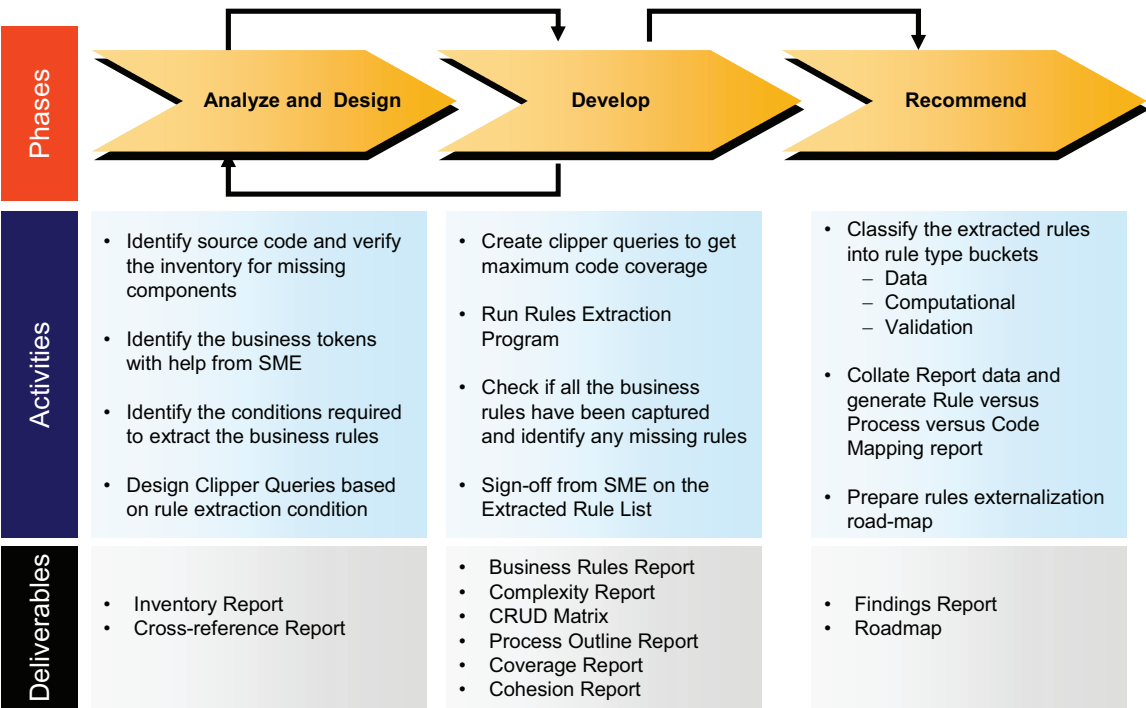 Phases
Analyze and Design
Develop
Recommend
Activities
• Identify source code and verify
the inventory for missing
components
• Identify the business tokens
with help from SME
• Identify the conditions required
to extract the business rules
• Design Clipper Queries based
on rule extraction condition
• Create clipper queries to get
maximum code coverage
• Run Rules Extraction
Program
• Check if all the business
rules have been captured
and identify any missing rules
• Sign-off from SME on the
Extracted Rule List
• Classify the extracted rules
into rule type buckets
– Data
– Computational
– Validation
• Collate Report data and
generate Rule versus
Process versus Code
Mapping report
• Prepare rules externalization
road-map
Deliverables
• Inventory Report
• Cross-reference Report
• Business Rules Report
• Complexity Report
• CRUD Matrix
• Process Outline Report
• Coverage Report
• Cohesion Report
• Findings Report
• Roadmap